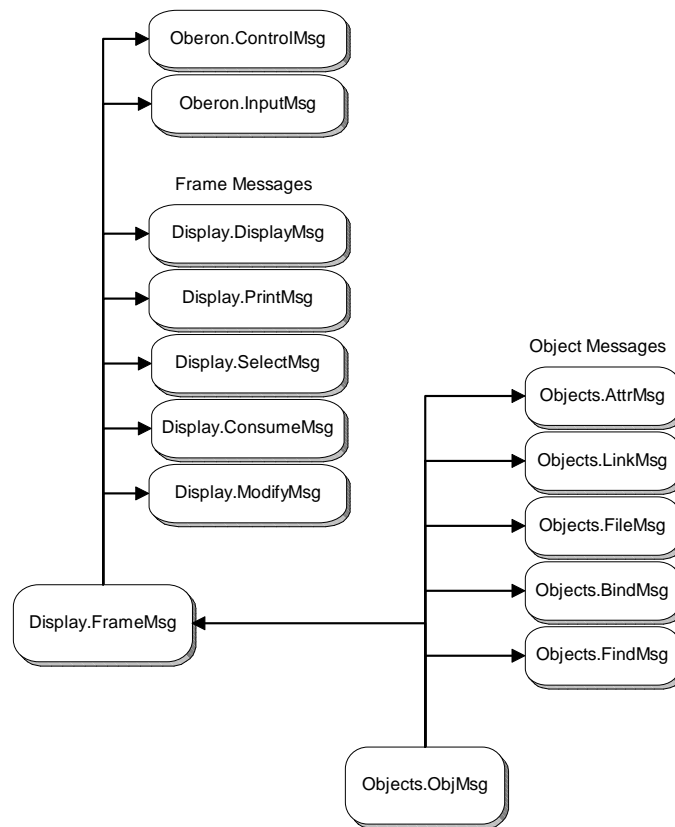 Oberon.ControlMsg
Oberon.InputMsg
Frame Messages
Display.DisplayMsg
Display.PrintMsg
Display.SelectMsg
Display.ConsumeMsg
Display.ModifyMsg
Display.FrameMsg
Object Messages
Objects.AttrMsg
Objects.LinkMsg
Objects.FileMsg
Objects.BindMsg
Objects.FindMsg
Objects.ObjMsg